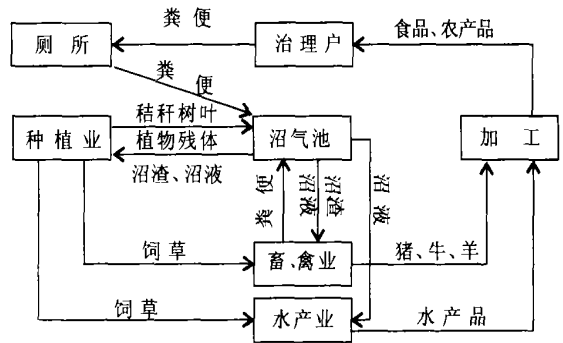 粪便
厕所
治理户
食品、农产品
粪便
秸秆树叶
种植业
植物残体
沼气池
加工
沼渣、沼液
粪便
沼液
沼渣
沼液
饲草
畜、禽业
猪、牛、羊
饲草
水产业
水产品